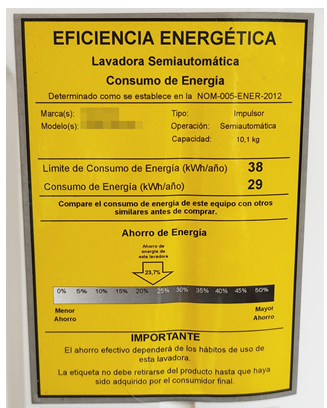 EFICIENCIA ENERGÉTICA
Lavadora Semiautomática
Consumo de Energía
Determinado como se establece en la NOM-005-ENER-2012
Marca(s): Tipo: Impulsor
Modelo(s): Operación: Semiautomática
Capacidad: 10,1 kg
Limite de Consumo de Energía (kWh/año) 38
Consumo de Energía (kWh/año) 29
Compare el consumo de energía de este equipo con otros
similares antes de comprar.
Ahorro de Energía
Ahorro de
energía de
esta lavadora
23,7%
0% 5% 10% 15% 20% 25% 30% 35% 40% 45% 50%
Menor Mayor
Ahorro Ahorro
IMPORTANTE
El ahorro efectivo dependerá de los hábitos de uso de
esta lavadora.
La etiqueta no debe retirarse del producto hasta que haya
sido adquirido por el consumidor final.